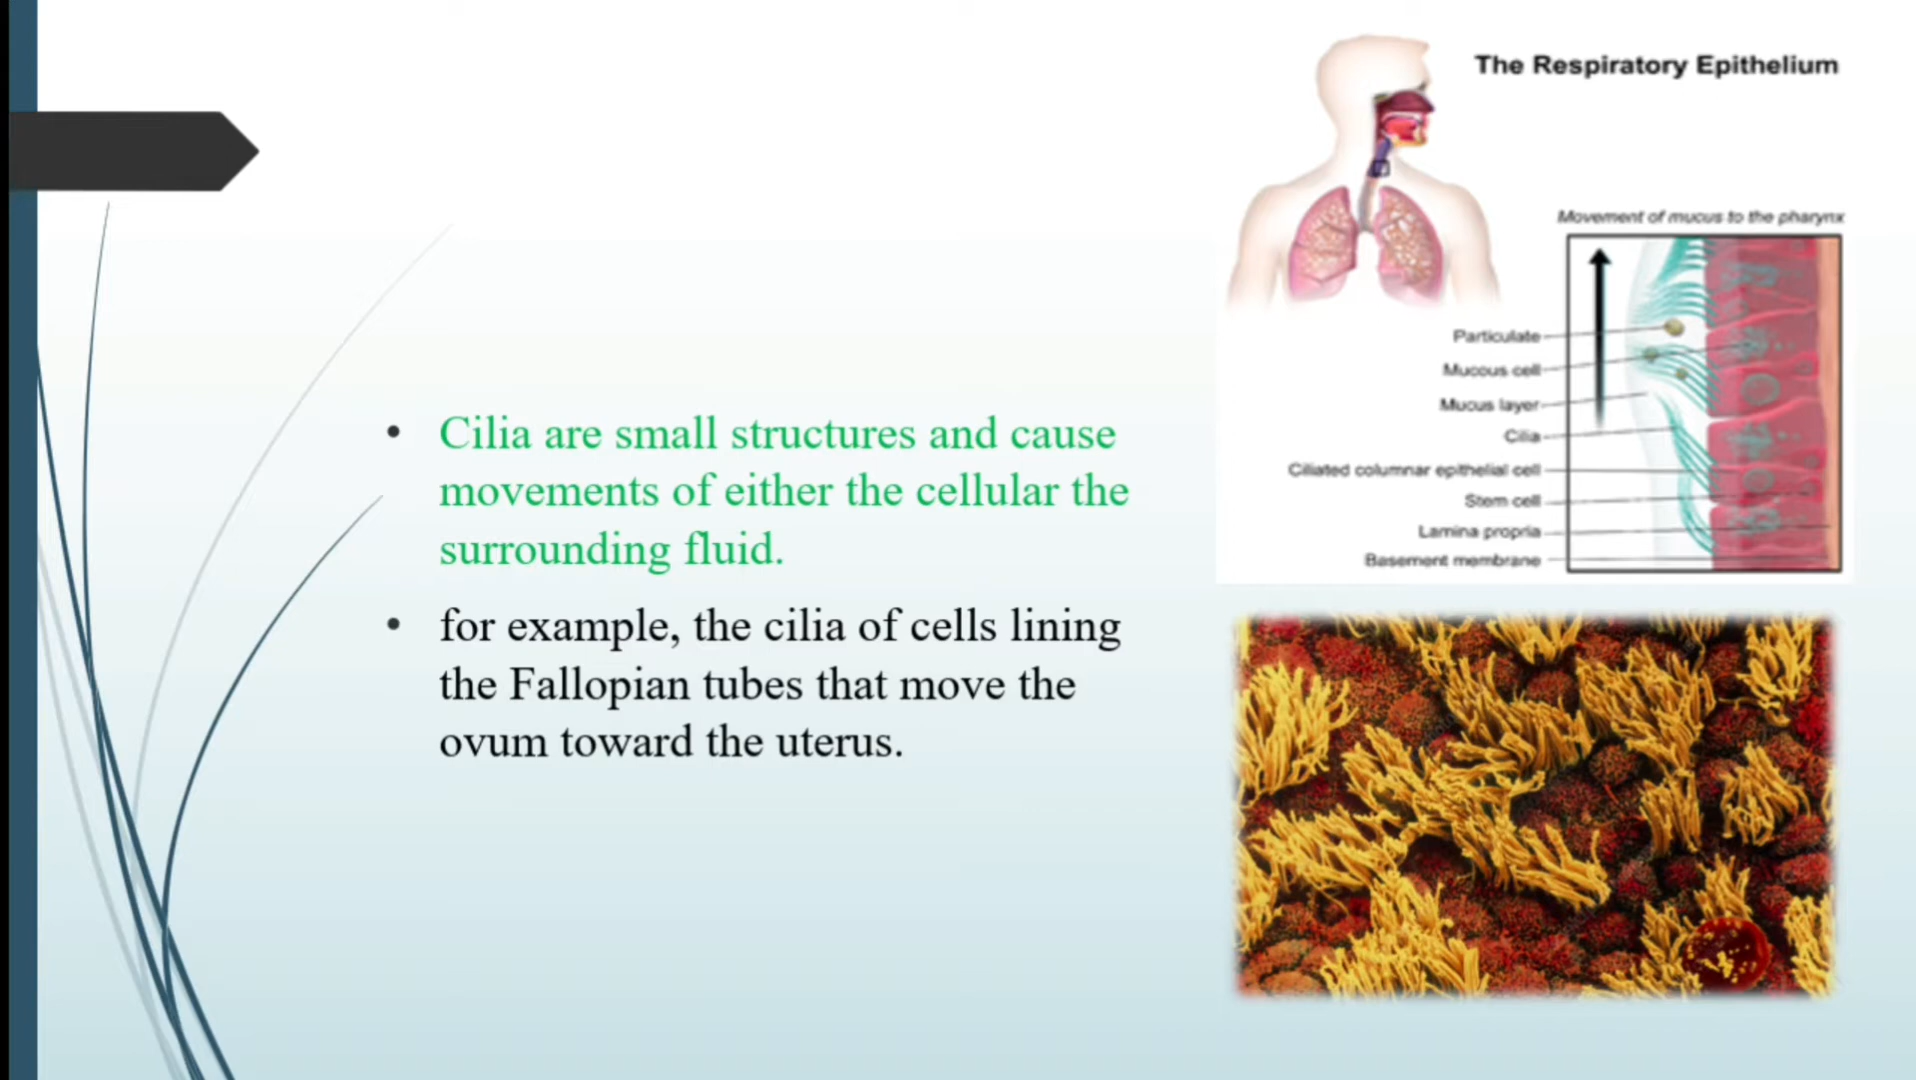 The Respiratory Epithelium
Movement of mucus to the pharynx
Particulate
Mucous cell
Mucus layer
Cilia
Ciliated columnar epithelial cell
Stem cell
Lamina propria
Basement membrane
• Cilia are small structures and cause
movements of either the cellular the
surrounding fluid.
• for example, the cilia of cells lining
the Fallopian tubes that move the
ovum toward the uterus.